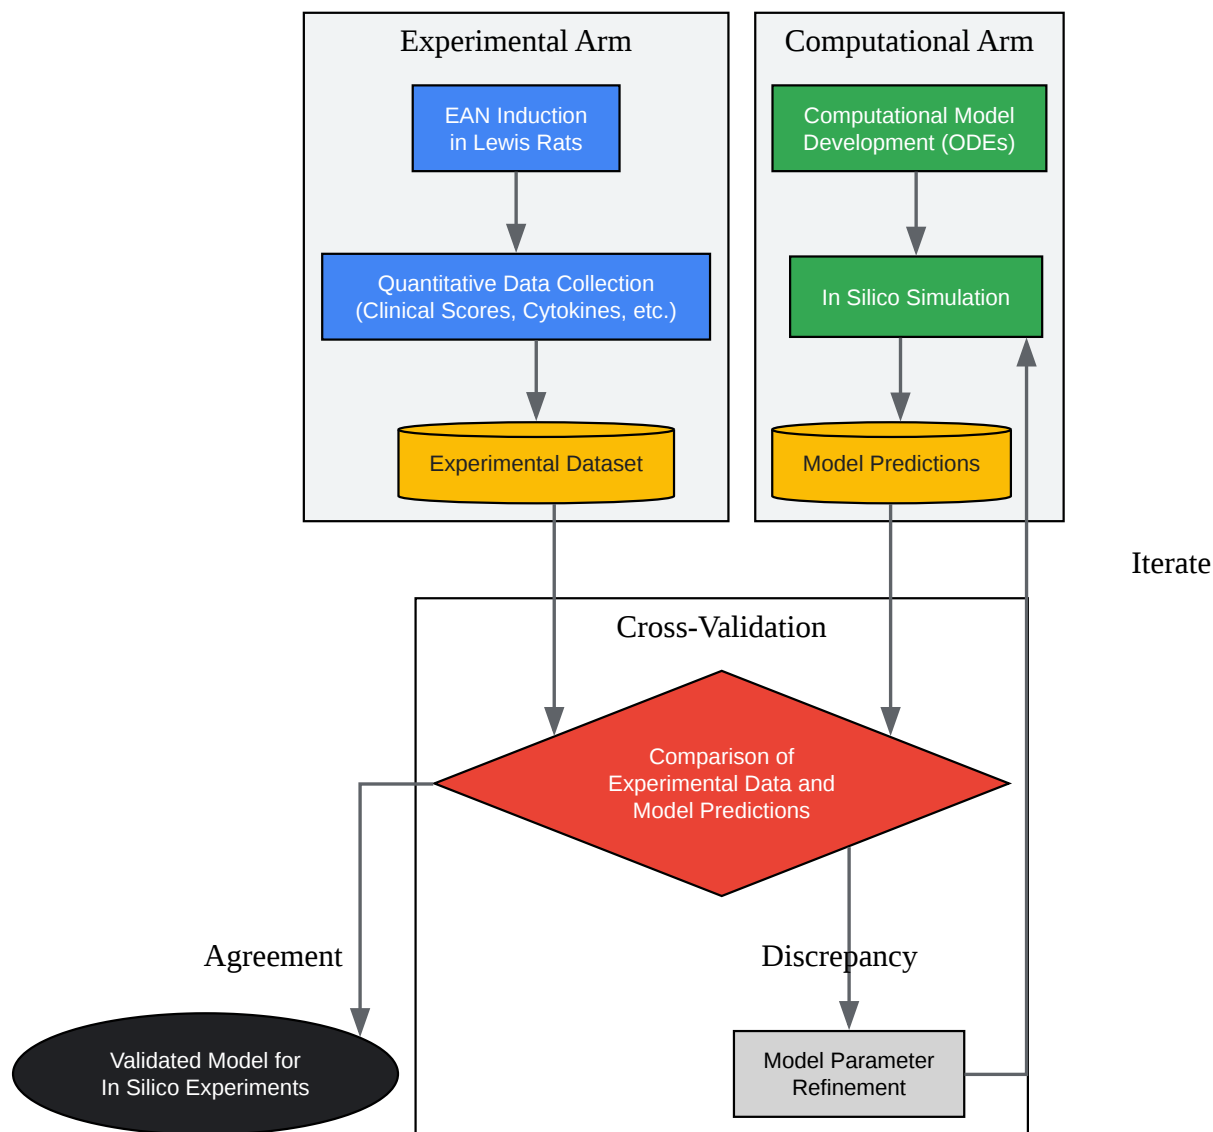 Experimental Arm
EAN Induction
in Lewis Rats
Quantitative Data Collection
(Clinical Scores, Cytokines, etc.)
Experimental Dataset
Computational Arm
Computational Model
Development (ODEs)
In Silico Simulation
Model Predictions
Iterate
Cross-Validation
Comparison of
Experimental Data and
Model Predictions
Agreement
Discrepancy
Validated Model for
In Silico Experiments
Model Parameter
Refinement